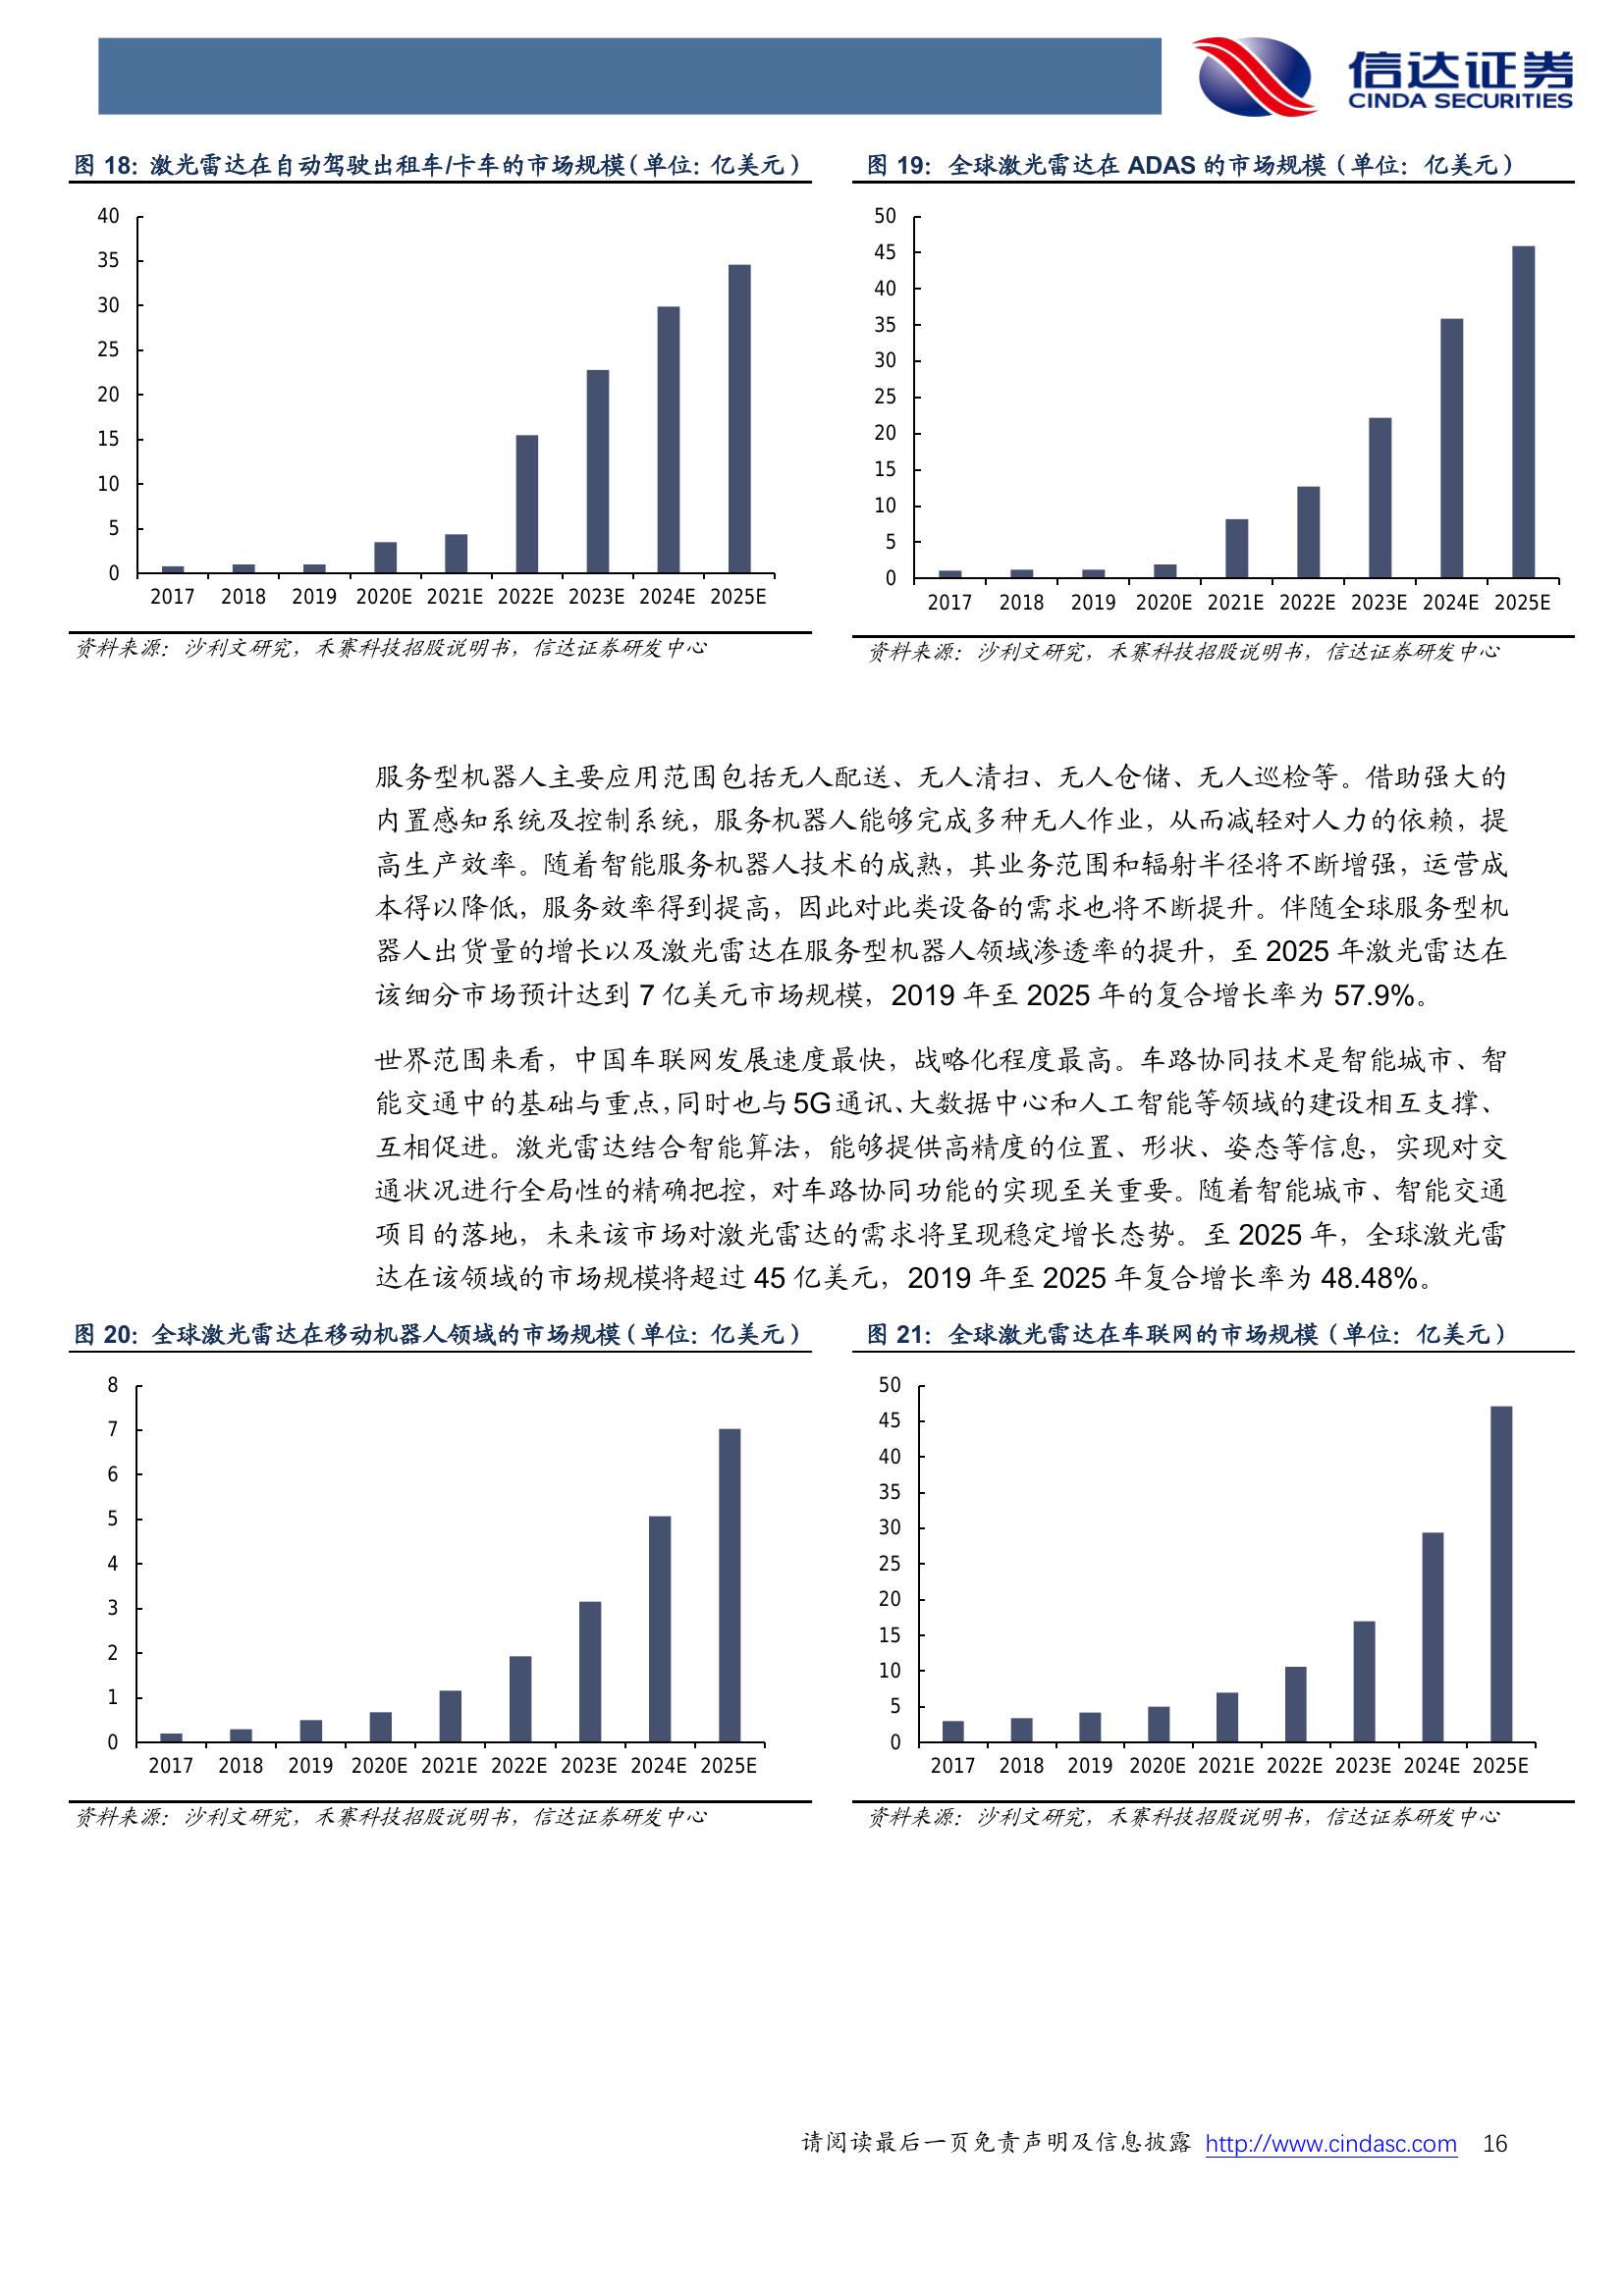 信达证券
CINDA SECURITIES
图 18：激光雷达在自动驾驶出租车/卡车的市场规模（单位：亿美元）
40
35
30
25
20
15
10
5
0
2017 2018 2019 2020E 2021E 2022E 2023E 2024E 2025E
资料来源：沙利文研究，禾赛科技招股说明书，信达证券研发中心
图 19：全球激光雷达在 ADAS 的市场规模（单位：亿美元）
50
45
40
35
30
25
20
15
10
5
0
2017 2018 2019 2020E 2021E 2022E 2023E 2024E 2025E
资料来源：沙利文研究，禾赛科技招股说明书，信达证券研发中心
服务型机器人主要应用范围包括无人配送、无人清扫、无人仓储、无人巡检等。借助强大的
内置感知系统及控制系统，服务机器人能够完成多种无人作业，从而减轻对人力的依赖，提
高生产效率。随着智能服务机器人技术的成熟，其业务范围和辐射半径将不断增强，运营成
本得以降低，服务效率得到提高，因此对此类设备的需求也将不断提升。伴随全球服务型机
器人出货量的增长以及激光雷达在服务型机器人领域渗透率的提升，至 2025 年激光雷达在
该细分市场预计达到 7 亿美元市场规模，2019 年至 2025 年的复合增长率为 57.9%。
世界范围来看，中国车联网发展速度最快，战略化程度最高。车路协同技术是智能城市、智
能交通中的基础与重点，同时也与 5G 通讯、大数据中心和人工智能等领域的建设相互支撑、
互相促进。激光雷达结合智能算法，能够提供高精度的位置、形状、姿态等信息，实现对交
通状况进行全局性的精确把控，对车路协同功能的实现至关重要。随着智能城市、智能交通
项目的落地，未来该市场对激光雷达的需求将呈现稳定增长态势。至 2025 年，全球激光雷
达在该领域的市场规模将超过 45 亿美元，2019 年至 2025 年复合增长率为 48.48%。
图 20：全球激光雷达在移动机器人领域的市场规模（单位：亿美元）
8
7
6
5
4
3
2
1
0
2017 2018 2019 2020E 2021E 2022E 2023E 2024E 2025E
资料来源：沙利文研究，禾赛科技招股说明书，信达证券研发中心
图 21：全球激光雷达在车联网的市场规模（单位：亿美元）
50
45
40
35
30
25
20
15
10
5
0
2017 2018 2019 2020E 2021E 2022E 2023E 2024E 2025E
资料来源：沙利文研究，禾赛科技招股说明书，信达证券研发中心
请阅读最后一页免责声明及信息披露 http://www.cindasc.com 16